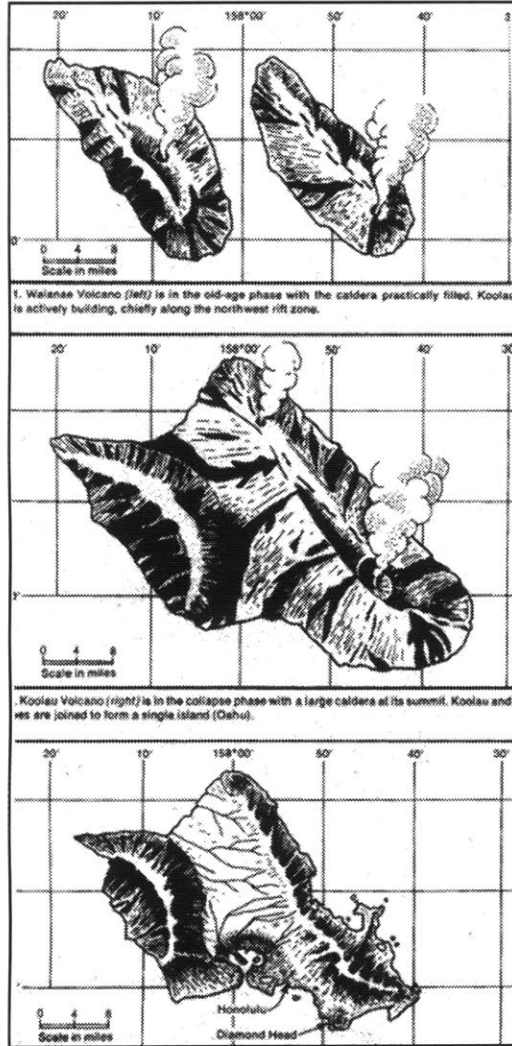 20' 10' 158°00' 50' 40'
0 4 8
Scale in miles
1. Waianae Volcano (left) is in the old-age phase with the caldera practically filled. Koolau
is actively building, chiefly along the northwest rift zone.
20' 10' 158°00' 50' 40' 30'
0 4 8
Scale in miles
. Koolau Volcano (right) is in the collapse phase with a large caldera at its summit. Koolau and
es are joined to form a single island (Oahu).
20' 10' 158°00' 50' 40'
0 4 8
Scale in miles
Honolulu
Diamond Head